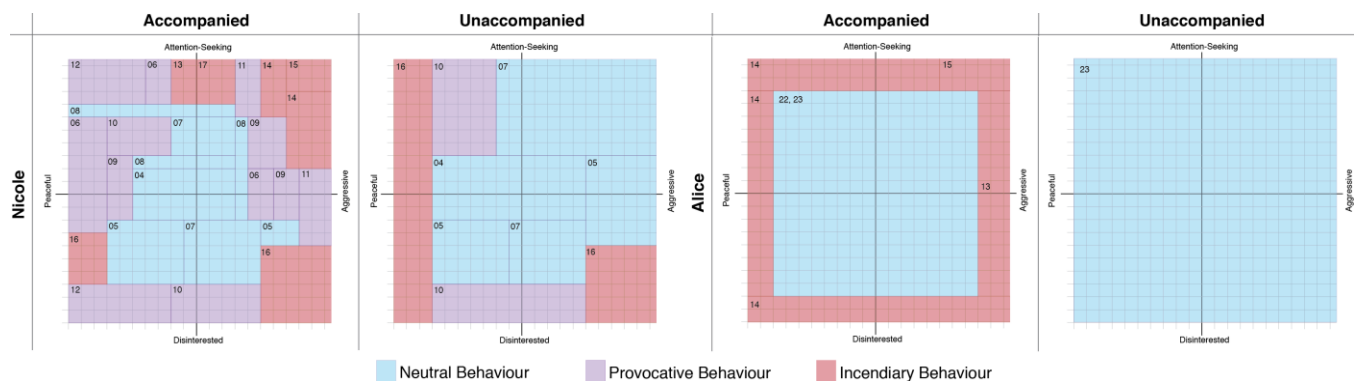 Accompanied Unaccompanied Accompanied Unaccompanied
Attention-Seeking Attention-Seeking Attention-Seeking Attention-Seeking
12 06 13 17 11 14 15
14
08
06 10 07 08 09
09 08
04
06 09 11
05 07 05
16 16
12 10
Nicole
Peaceful
Aggressive
Disinterested
16 10 07
04 05
05 07
16
10
Peaceful
Aggressive
Disinterested
Alice
14 15
14 22, 23
13
14
Peaceful
Aggressive
Disinterested
23
Peaceful
Aggressive
Disinterested
Neutral Behaviour Provocative Behaviour Incendiary Behaviour